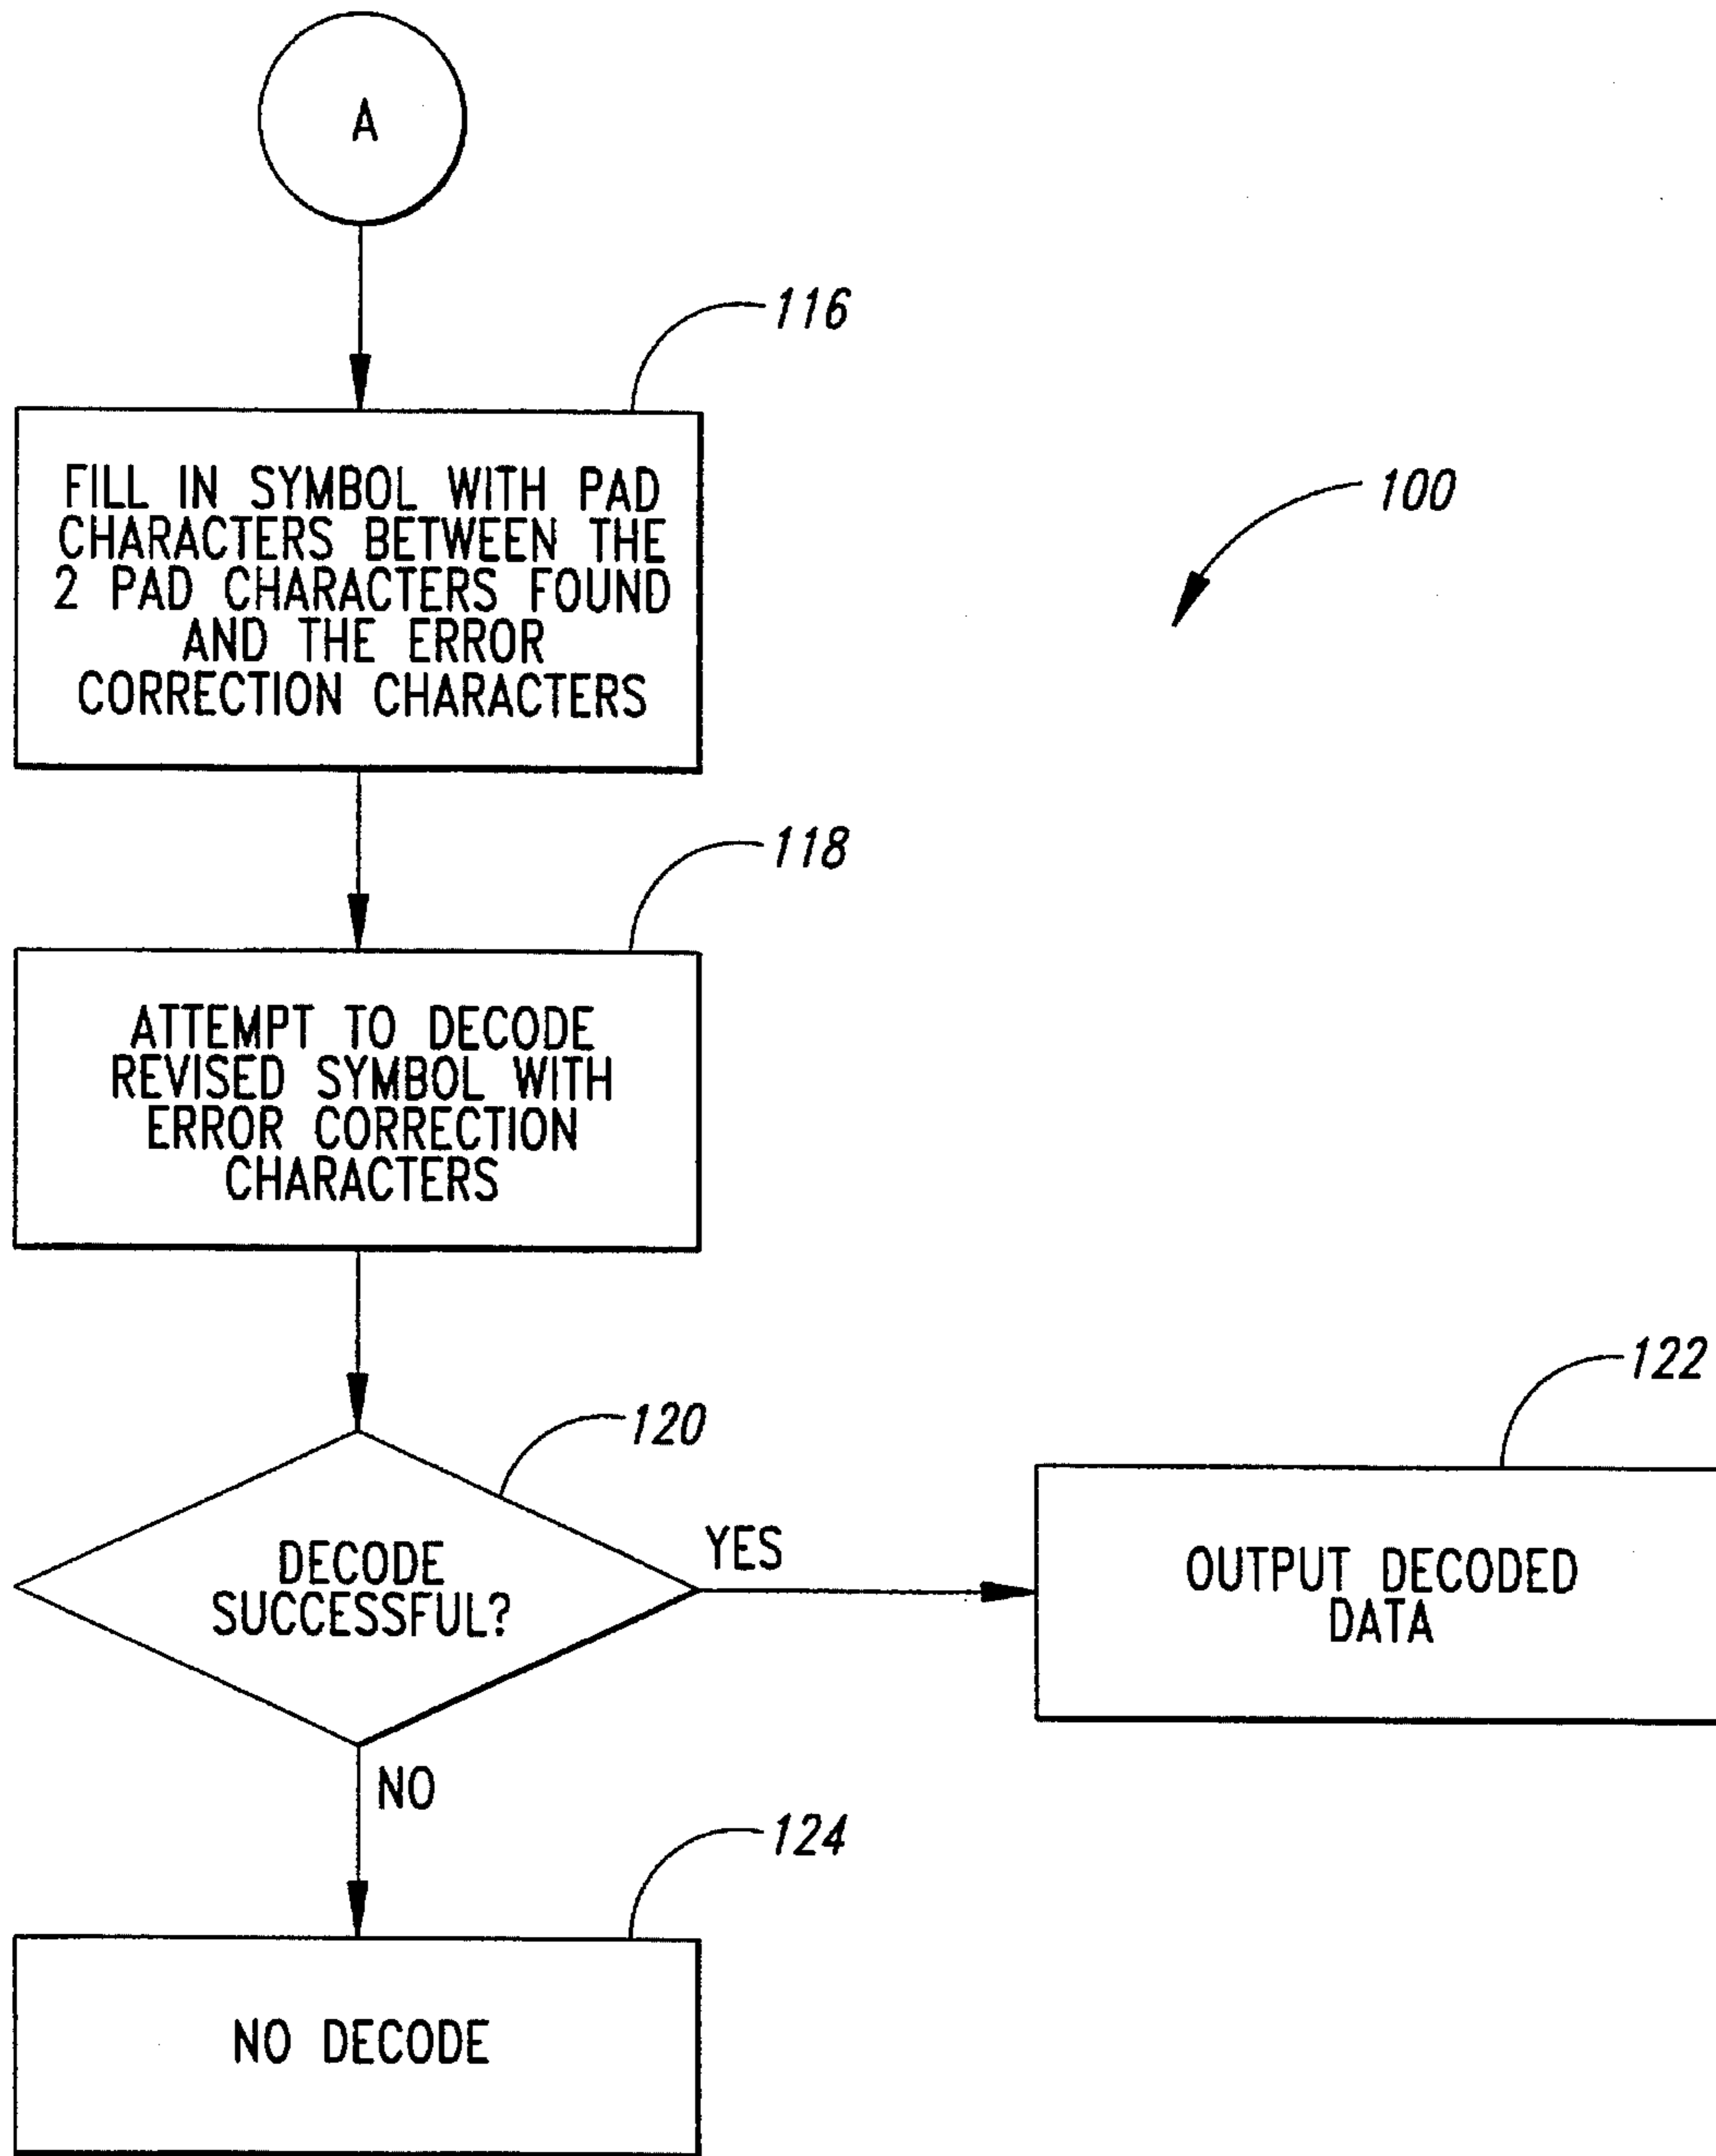 A
116
FILL IN SYMBOL WITH PAD
CHARACTERS BETWEEN THE
2 PAD CHARACTERS FOUND
AND THE ERROR
CORRECTION CHARACTERS
100
118
ATTEMPT TO DECODE
REVISED SYMBOL WITH
ERROR CORRECTION
CHARACTERS
120
DECODE
SUCCESSFUL?
YES
122
OUTPUT DECODED
DATA
NO
124
NO DECODE